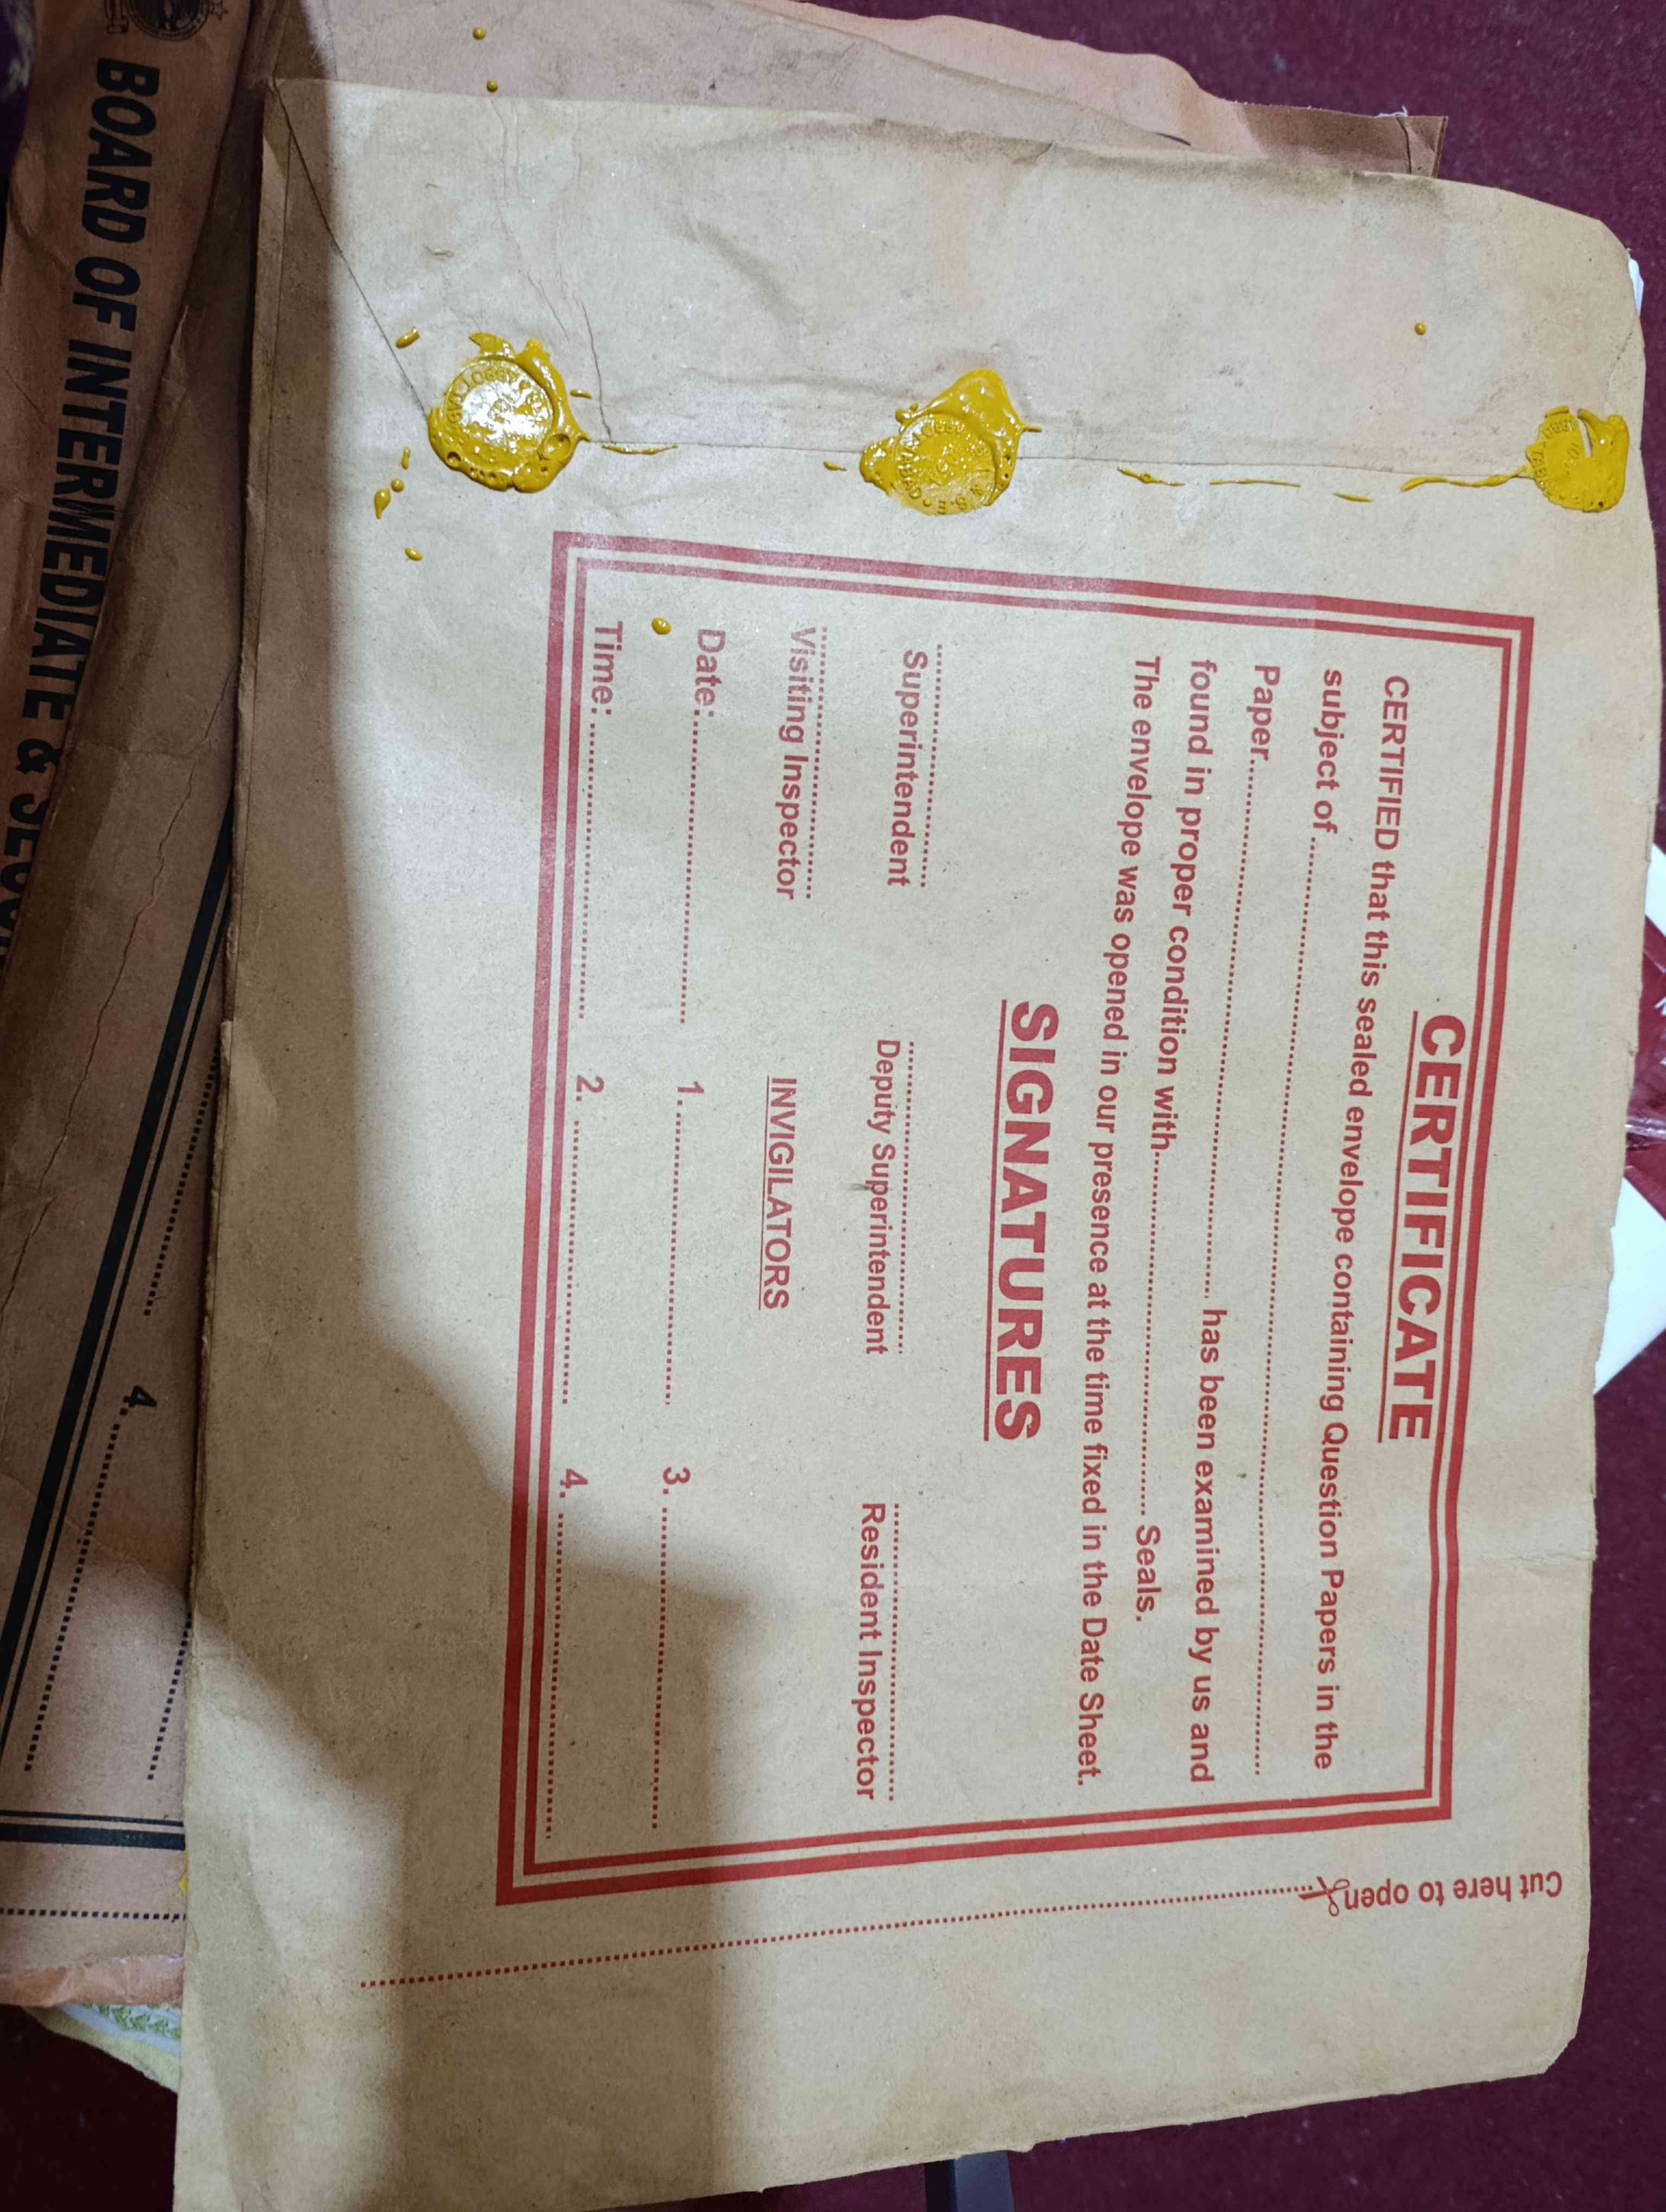 CERTIFICATE
CERTIFIED that this sealed envelope containing Question Papers in the
subject of
Paper has been examined by us and
found in proper condition with Seals.
The envelope was opened in our presence at the time fixed in the Date Sheet.
SIGNATURES
Superintendent Deputy Superintendent Resident Inspector
Visiting Inspector INVIGILATORS
Date: 1. 3.
Time: 2. 4.
Cut here to open
BOARD OF INTERMEDIATE &
4.